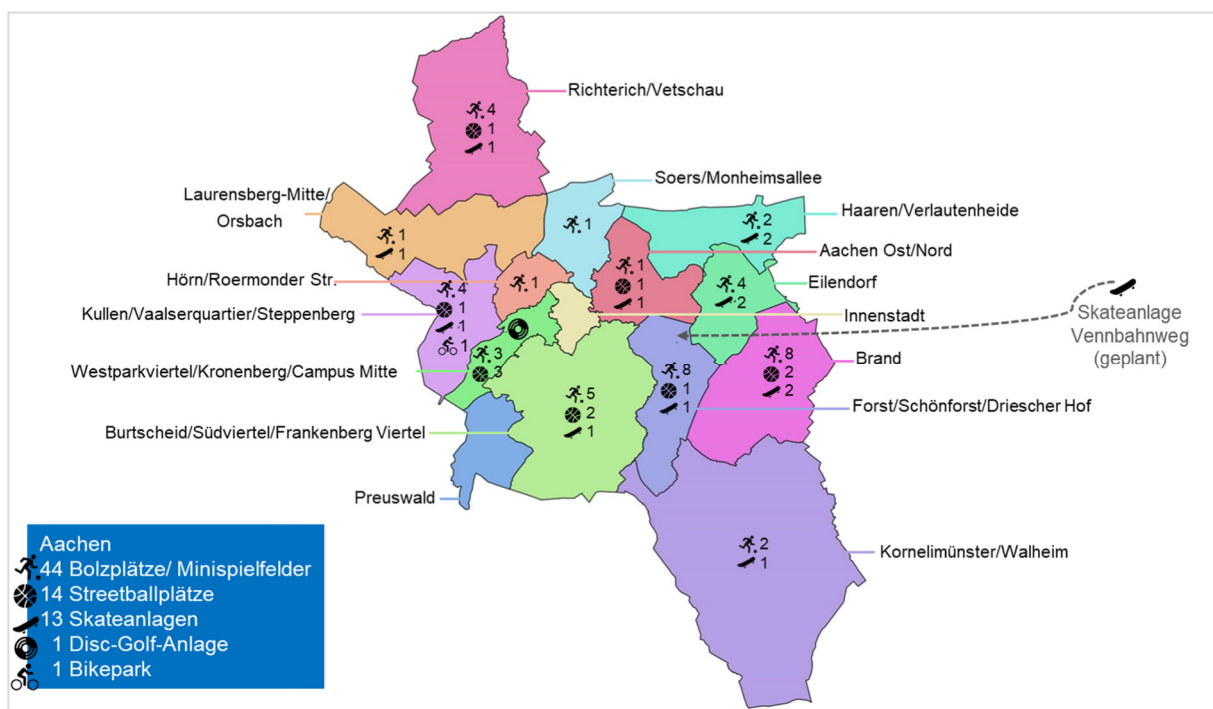 Richterich/Vetschau
4
1
1
Soers/Monheimsallee
Laurensberg-Mitte/
Orsbach
Haaren/Verlautenheide
1
2
2
1
1
Aachen Ost/Nord
Hörn/Roermonder Str.
1
1
1
1
4
2
Eilendorf
Kullen/Vaalserquartier/Steppenberg
4
1
1
1
Innenstadt
Skateanlage
Vennbahnweg
(geplant)
Westparkviertel/Kronenberg/Campus Mitte
3
3
8
2
2
Brand
8
1
1
Forst/Schönforst/Driescher Hof
Burtscheid/Südviertel/Frankenberg Viertel
5
2
1
Preuswald
2
1
Kornelimünster/Walheim
Aachen
44 Bolzplätze/ Minispielfelder
14 Streetballplätze
13 Skateanlagen
1 Disc-Golf-Anlage
1 Bikepark